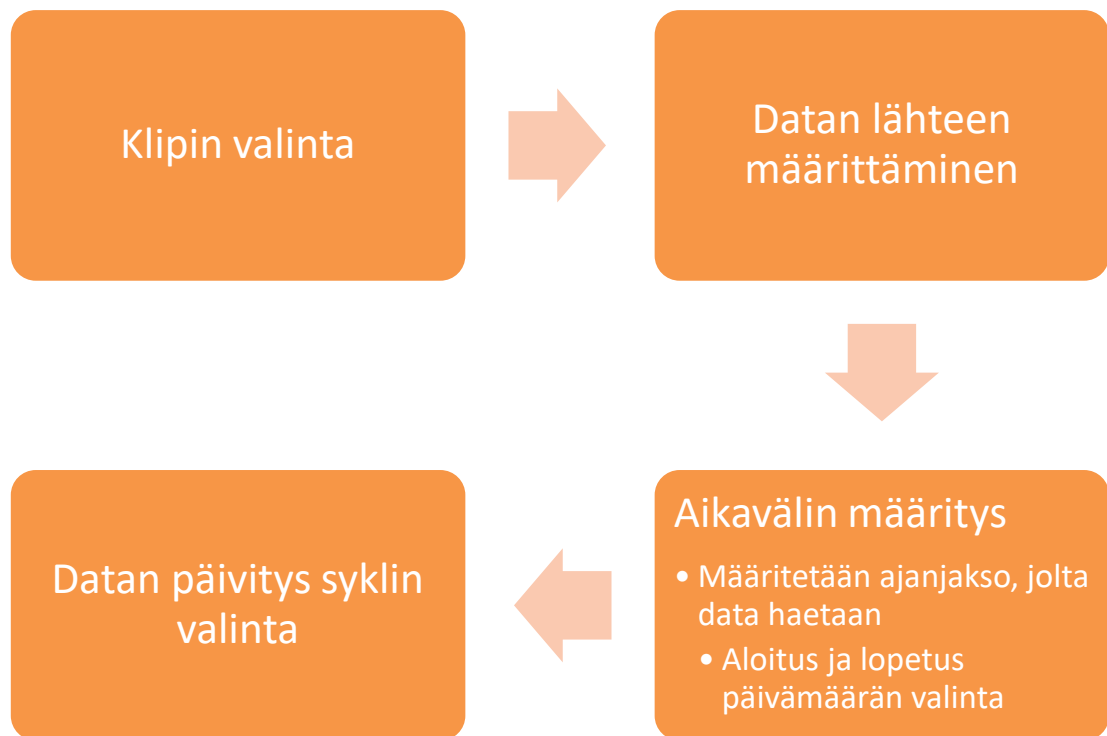 Klipin valinta
Datan lähteen
määrittäminen
Aikavälin määritys
• Määritetään ajanjakso, jolta
data haetaan
• Aloitus ja lopetus
päivämäärän valinta
Datan päivitys syklin
valinta